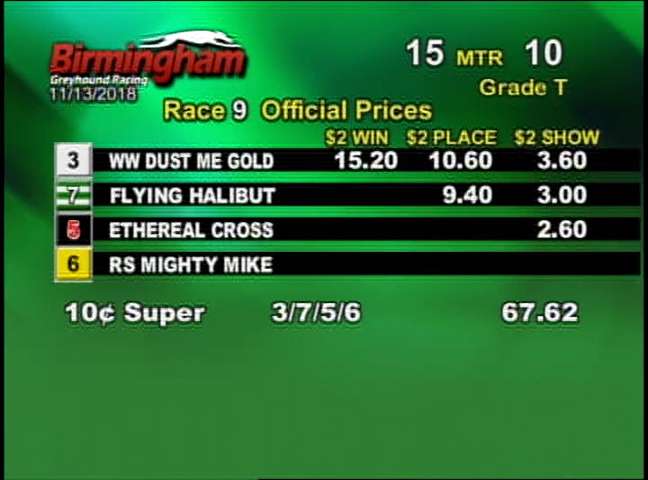 Birmingham
Greyhound Racing
11/13/2018
15 MTR 10
Grade T
Race 9 Official Prices
$2 WIN $2 PLACE $2 SHOW
3 WW DUST ME GOLD 15.20 10.60 3.60
7 FLYING HALIBUT 9.40 3.00
5 ETHEREAL CROSS 2.60
6 RS MIGHTY MIKE
10¢ Super 3/7/5/6 67.62